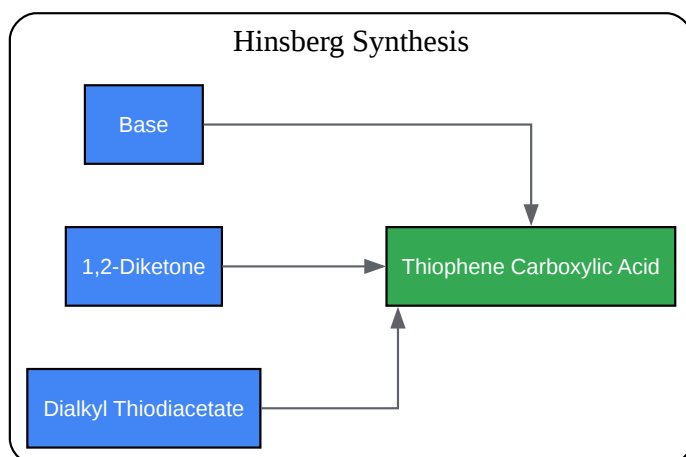 Hinsberg Synthesis
Base
1,2-Diketone
Thiophene Carboxylic Acid
Dialkyl Thiodiacetate